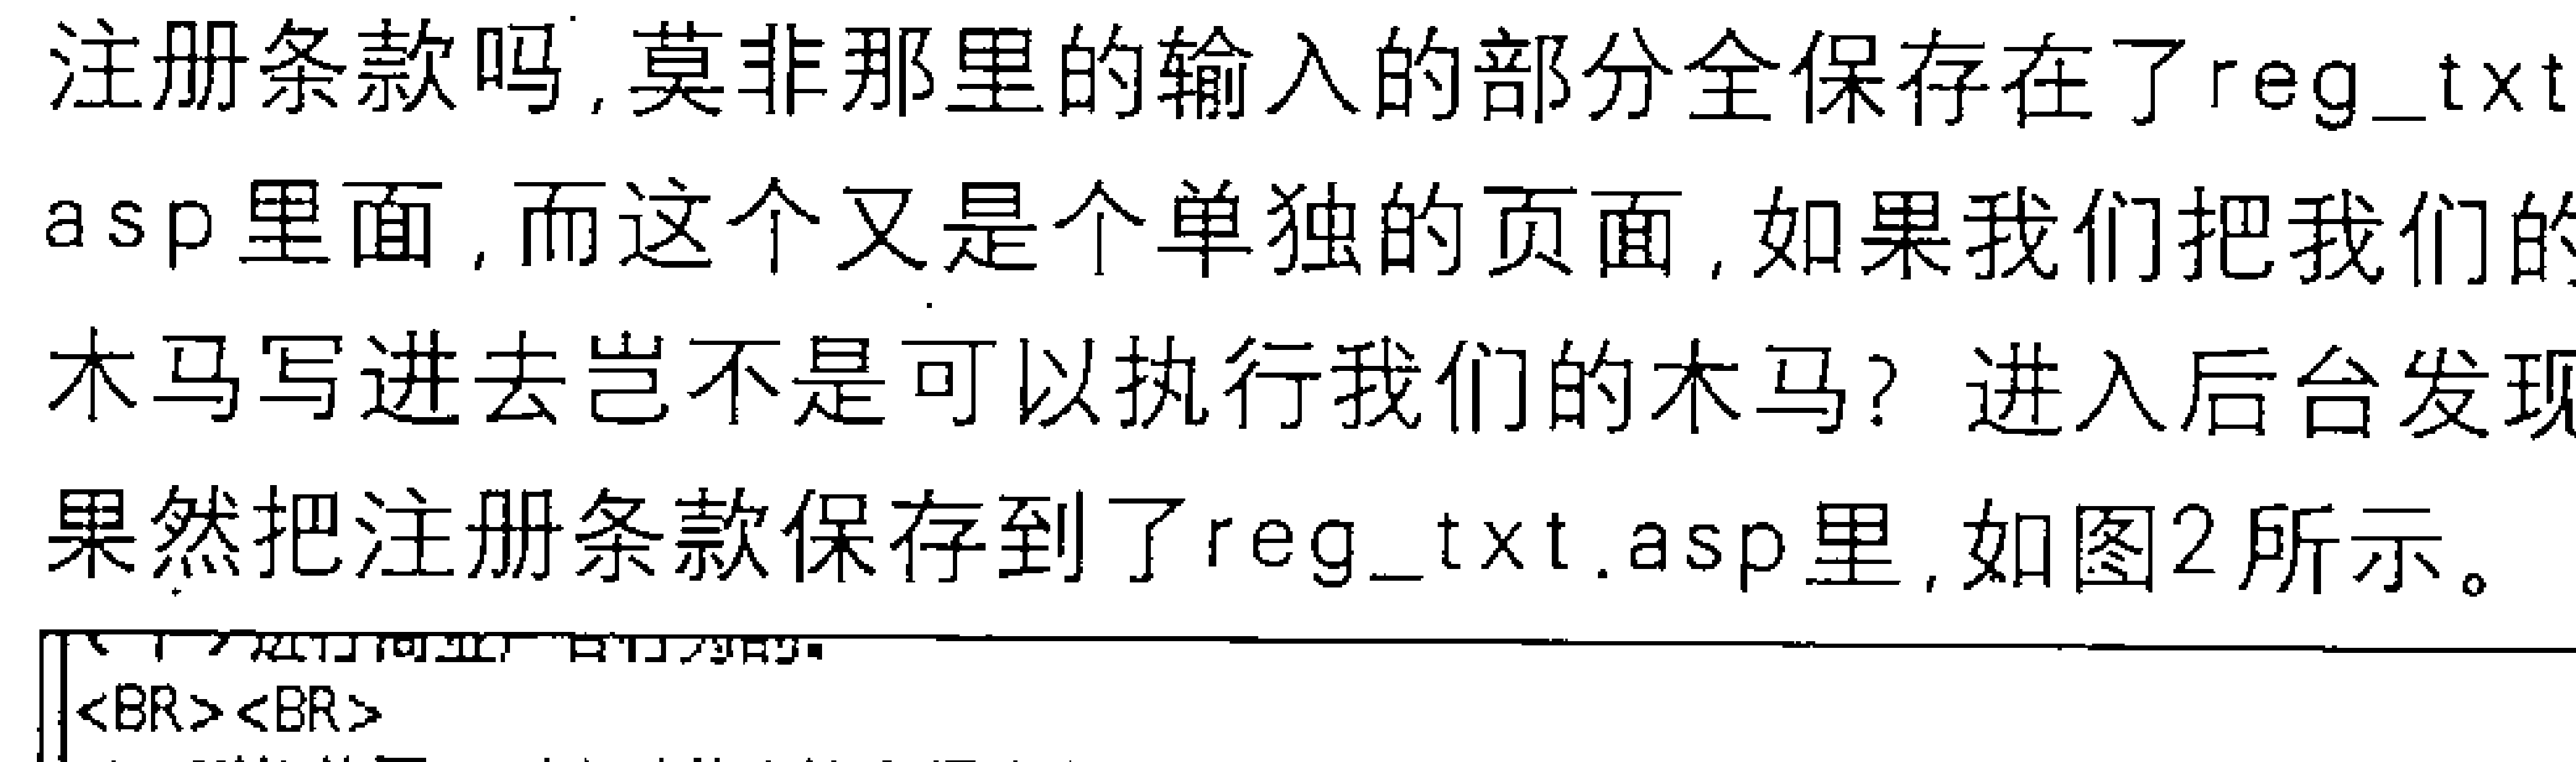 注册条款吗,莫非那里的输入的部分全保存在了reg_txt
asp里面,而这个又是个单独的页面,如果我们把我们的
木马写进去岂不是可以执行我们的木马? 进入后台发现
果然把注册条款保存到了reg_txt.asp里,如图2所示。
<BR><BR>